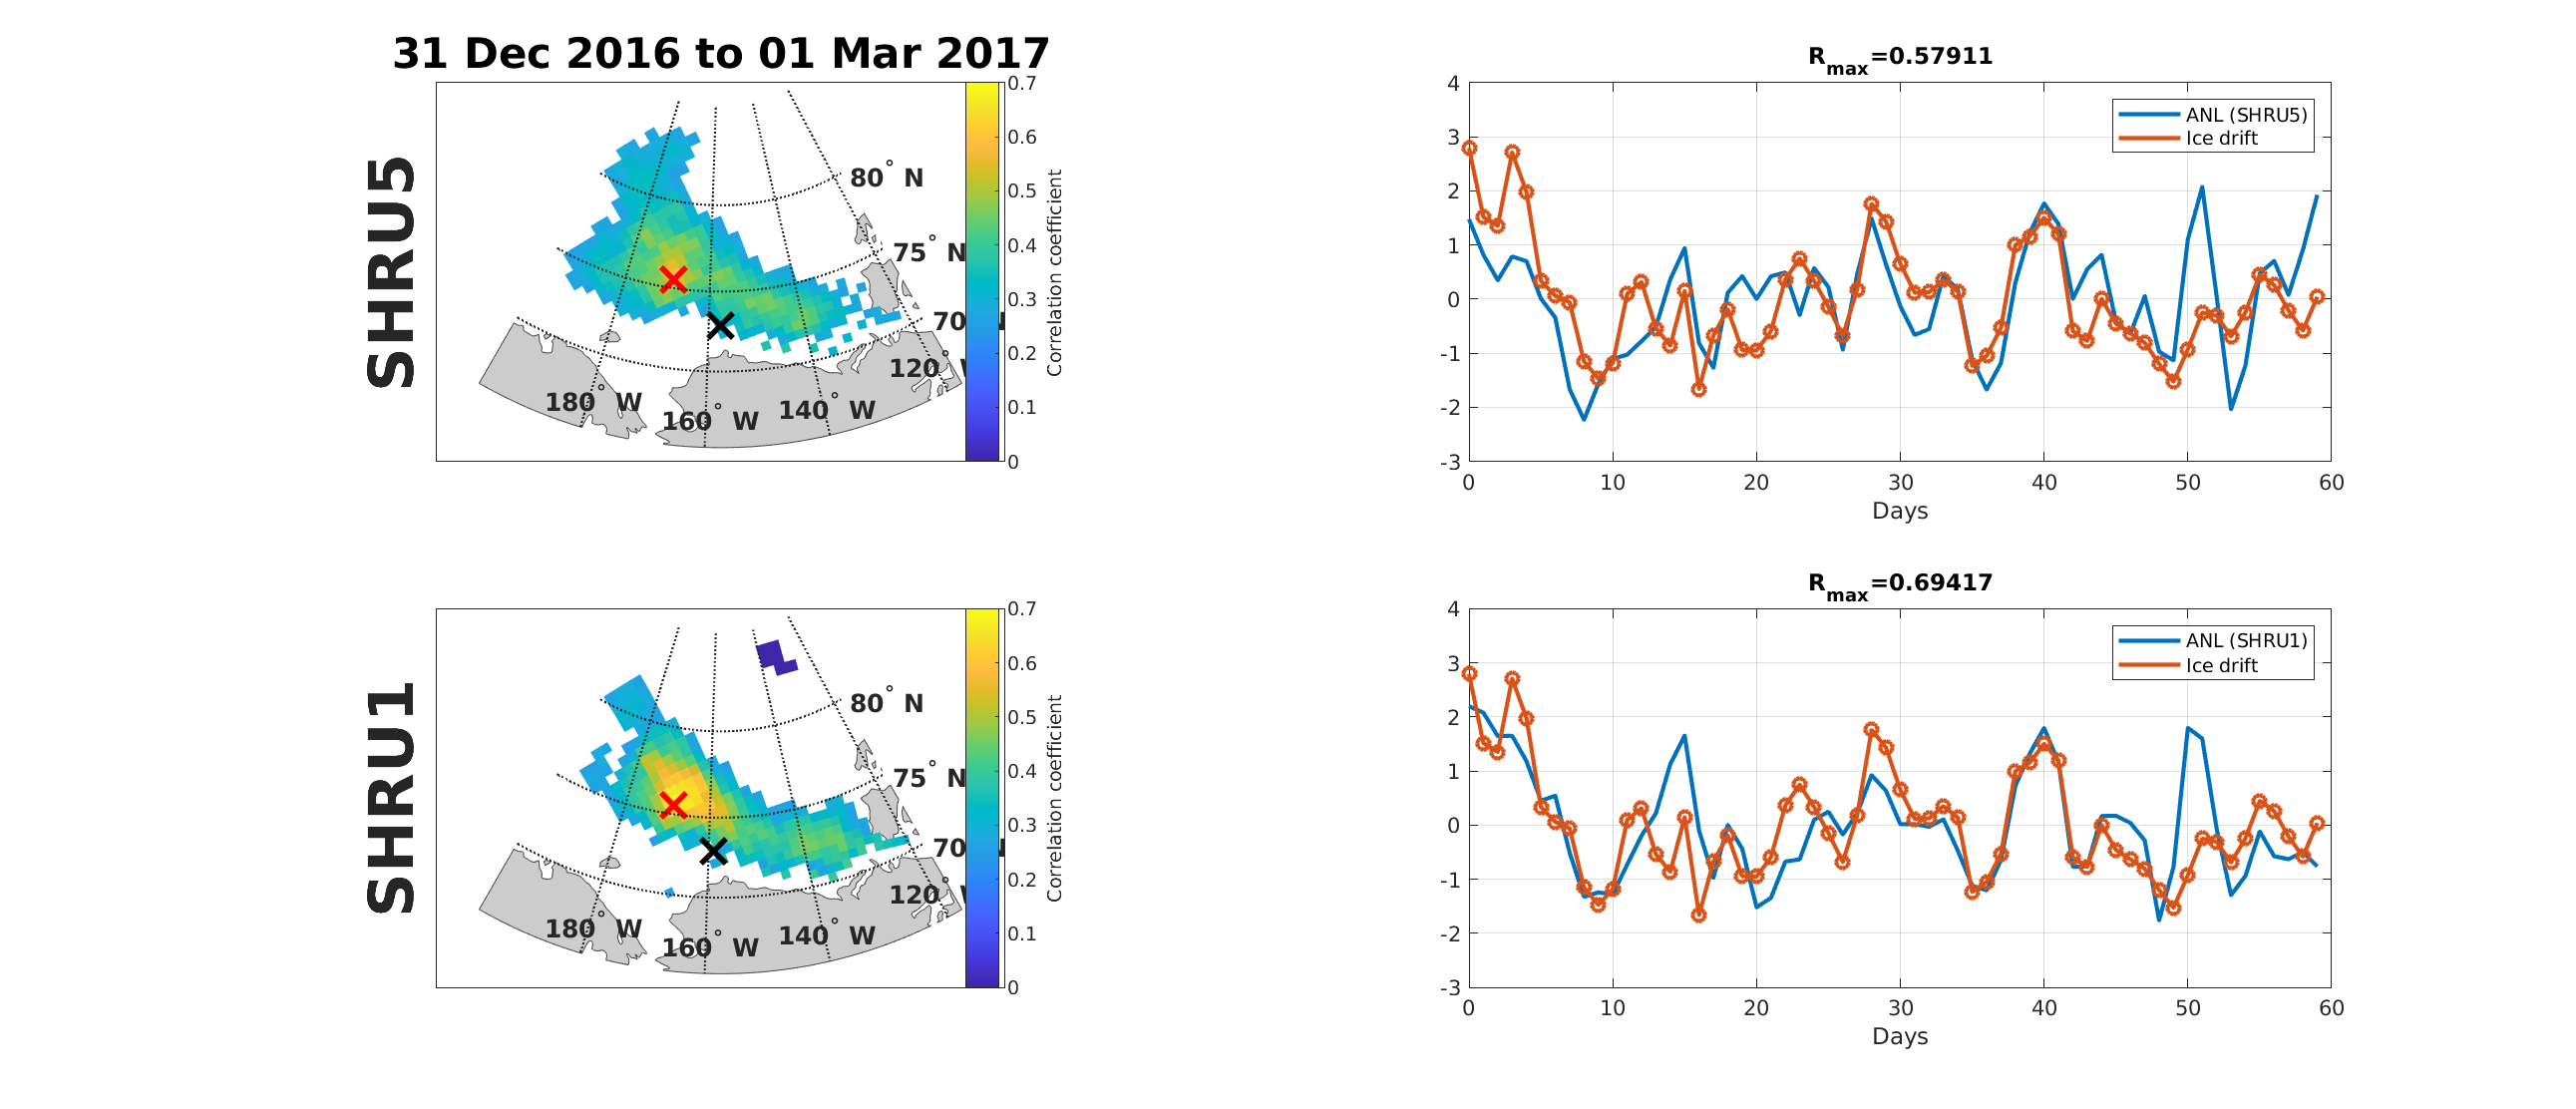 31 Dec 2016 to 01 Mar 2017
SHRU5
80° N
75° N
70° N
120° W
180° W
160° W
140° W
0.7
0.6
0.5
0.4
0.3
0.2
0.1
0
Correlation coefficient
Rmax=0.57911
4
3
2
1
0
-1
-2
-3
ANL (SHRU5)
Ice drift
0 10 20 30 40 50 60
Days
SHRU1
80° N
75° N
70° N
120° W
180° W
160° W
140° W
0.7
0.6
0.5
0.4
0.3
0.2
0.1
0
Correlation coefficient
Rmax=0.69417
4
3
2
1
0
-1
-2
-3
ANL (SHRU1)
Ice drift
0 10 20 30 40 50 60
Days